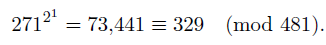 271^{2^1} = 73,441 ≡ 329 (mod 481).